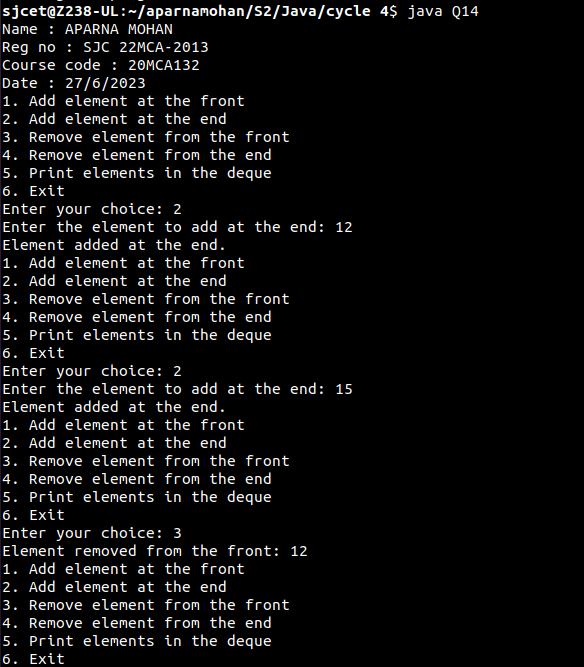 sjcet@Z238-UL:~/aparnamohan/S2/Java/cycle 4$ java Q14
Name : APARNA MOHAN
Reg no : SJC 22MCA-2013
Course code : 20MCA132
Date : 27/6/2023
1. Add element at the front
2. Add element at the end
3. Remove element from the front
4. Remove element from the end
5. Print elements in the deque
6. Exit
Enter your choice: 2
Enter the element to add at the end: 12
Element added at the end.
1. Add element at the front
2. Add element at the end
3. Remove element from the front
4. Remove element from the end
5. Print elements in the deque
6. Exit
Enter your choice: 2
Enter the element to add at the end: 15
Element added at the end.
1. Add element at the front
2. Add element at the end
3. Remove element from the front
4. Remove element from the end
5. Print elements in the deque
6. Exit
Enter your choice: 3
Element removed from the front: 12
1. Add element at the front
2. Add element at the end
3. Remove element from the front
4. Remove element from the end
5. Print elements in the deque
6. Exit